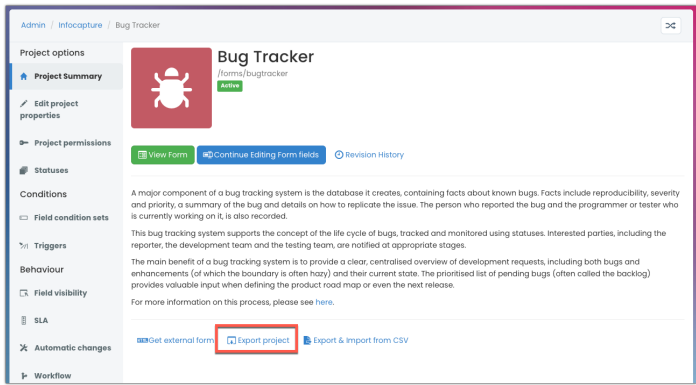 Admin / Infocapture / Bug Tracker
Project options
Project Summary
Edit project
properties
Project permissions
Statuses
Conditions
Field condition sets
Triggers
Behaviour
Field visibility
SLA
Automatic changes
Workflow
Bug Tracker
/forms/bugtracker
Active
View Form
Continue Editing Form fields
Revision History
A major component of a bug tracking system is the database it creates, containing facts about known bugs. Facts include reproducibility, severity
and priority, a summary of the bug and details on how to replicate the issue. The person who reported the bug and the programmer or tester who
is currently working on it, is also recorded.
This bug tracking system supports the concept of the life cycle of bugs, tracked and monitored using statuses. Interested parties, including the
reporter, the development team and the testing team, are notified at appropriate stages.
The main benefit of a bug tracking system is to provide a clear, centralised overview of development requests, including both bugs and
enhancements (of which the boundary is often hazy) and their current state. The prioritised list of pending bugs (often called the backlog)
provides valuable input when defining the product road map or even the next release.
For more information on this process, please see here.
Get external form
Export project
Export & Import from CSV